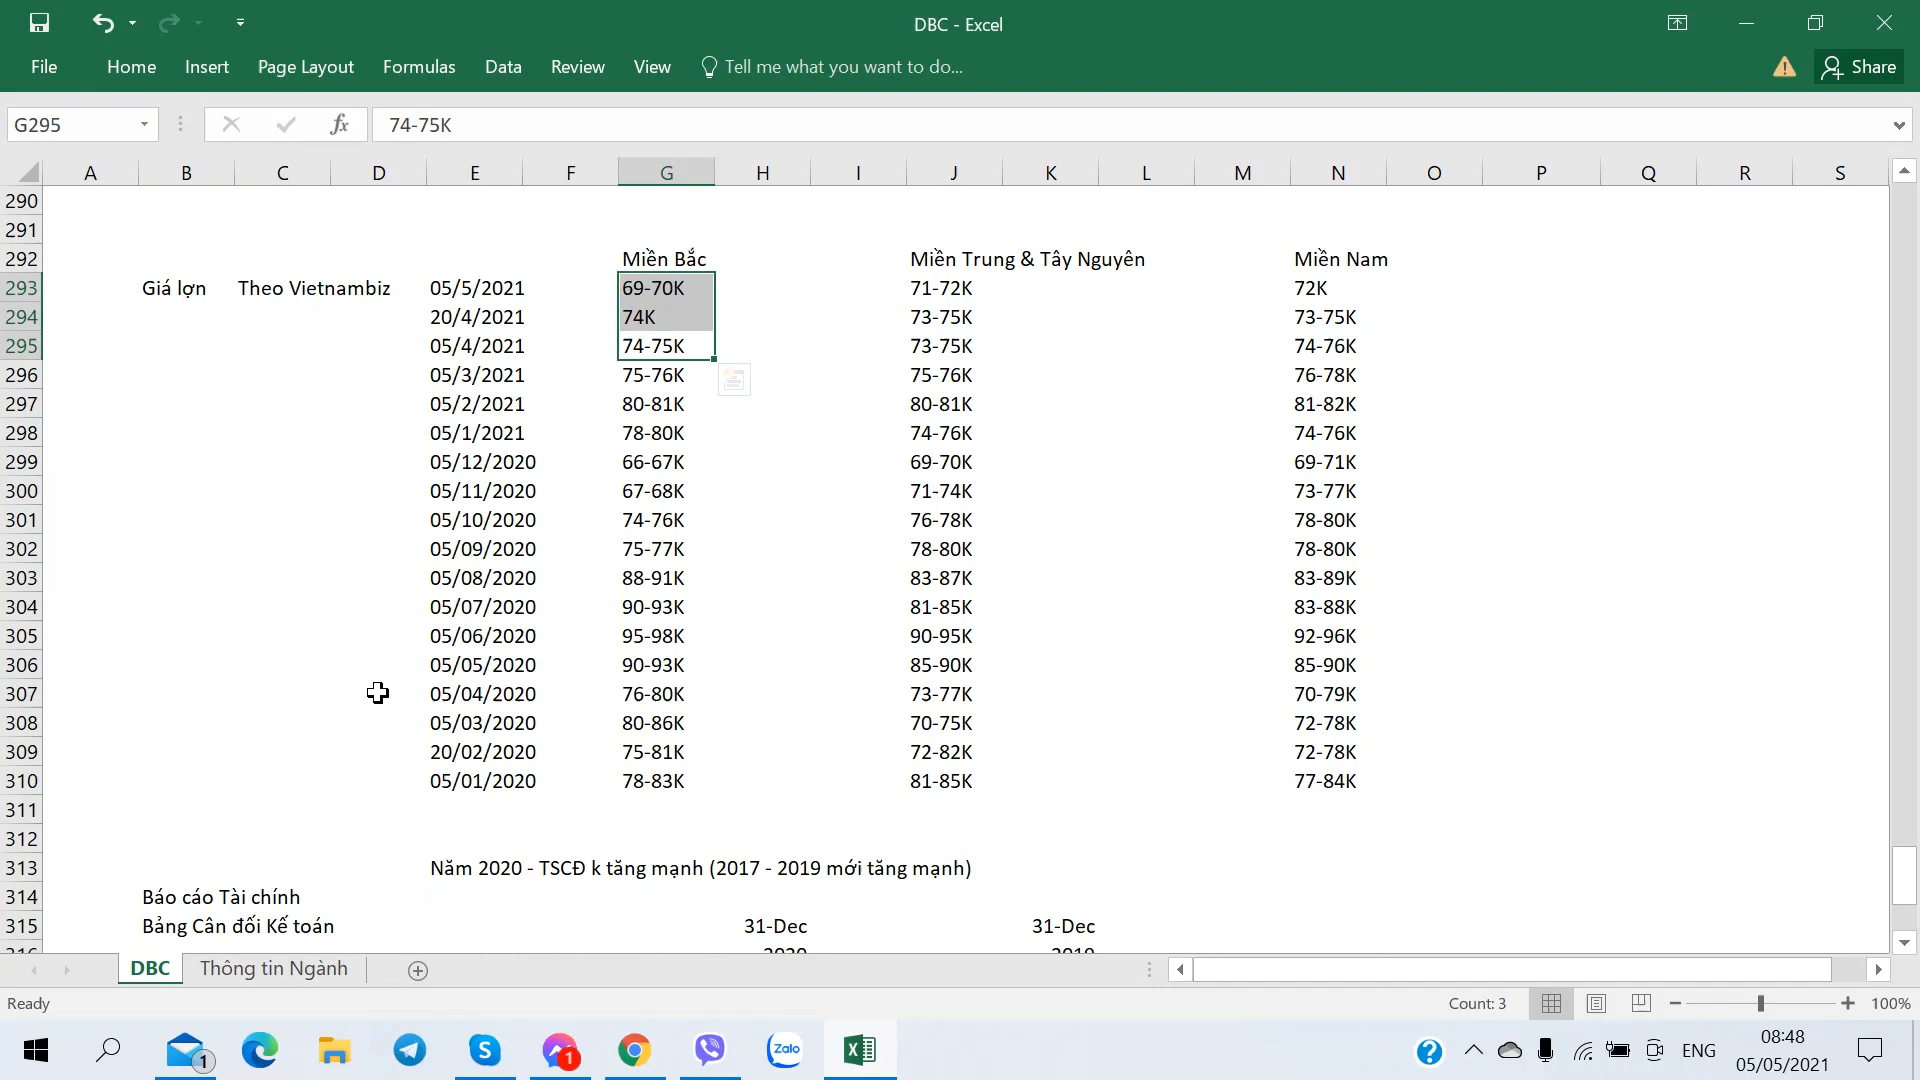 DBC - Excel
File Home Insert Page Layout Formulas Data Review View Tell me what you want to do... Share
G295 fx 74-75K
A B C D E F G H I J K L M N O P Q R S
290
291
292 Miền Bắc Miền Trung & Tây Nguyên Miền Nam
293 Giá lợn Theo Vietnambiz 05/5/2021 69-70K 71-72K 72K
294 20/4/2021 74K 73-75K 73-75K
295 05/4/2021 74-75K 73-75K 74-76K
296 05/3/2021 75-76K 75-76K 76-78K
297 05/2/2021 80-81K 80-81K 81-82K
298 05/1/2021 78-80K 74-76K 74-76K
299 05/12/2020 66-67K 69-70K 69-71K
300 05/11/2020 67-68K 71-74K 73-77K
301 05/10/2020 74-76K 76-78K 78-80K
302 05/09/2020 75-77K 78-80K 78-80K
303 05/08/2020 88-91K 83-87K 83-89K
304 05/07/2020 90-93K 81-85K 83-88K
305 05/06/2020 95-98K 90-95K 92-96K
306 05/05/2020 90-93K 85-90K 85-90K
307 05/04/2020 76-80K 73-77K 70-79K
308 05/03/2020 80-86K 70-75K 72-78K
309 20/02/2020 75-81K 72-82K 72-78K
310 05/01/2020 78-83K 81-85K 77-84K
311
312
313 Năm 2020 - TSCĐ k tăng mạnh (2017 - 2019 mới tăng mạnh)
314 Báo cáo Tài chính
315 Bảng Cân đối Kế toán 31-Dec 31-Dec
316 2020 2019
DBC Thông tin Ngành
Ready Count: 3 100%
1 S 1 Zalo ENG 08:48
05/05/2021